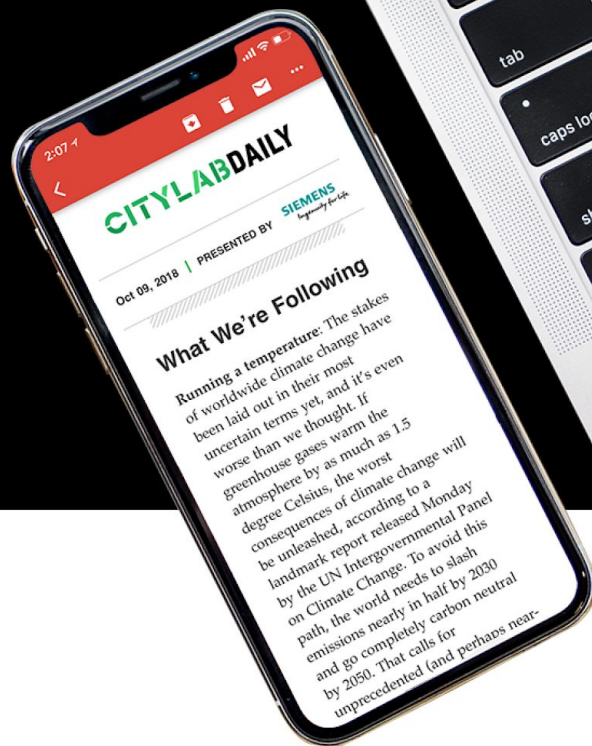 2:07
CITYLABDAILY
Oct 09, 2018 | PRESENTED BY SIEMENS
Ingenuity for life
What We're Following
Running a temperature: The stakes
of worldwide climate change have
been laid out in their most
uncertain terms yet, and it's even
worse than we thought. If
greenhouse gases warm the
atmosphere by as much as 1.5
degree Celsius, the worst
consequences of climate change will
be unleashed, according to a
landmark report released Monday
by the UN Intergovernmental Panel
on Climate Change. To avoid this
path, the world needs to slash
emissions nearly in half by 2030
and go completely carbon neutral
by 2050. That calls for
unprecedented (and perhaps near-
tab
caps loc
sh